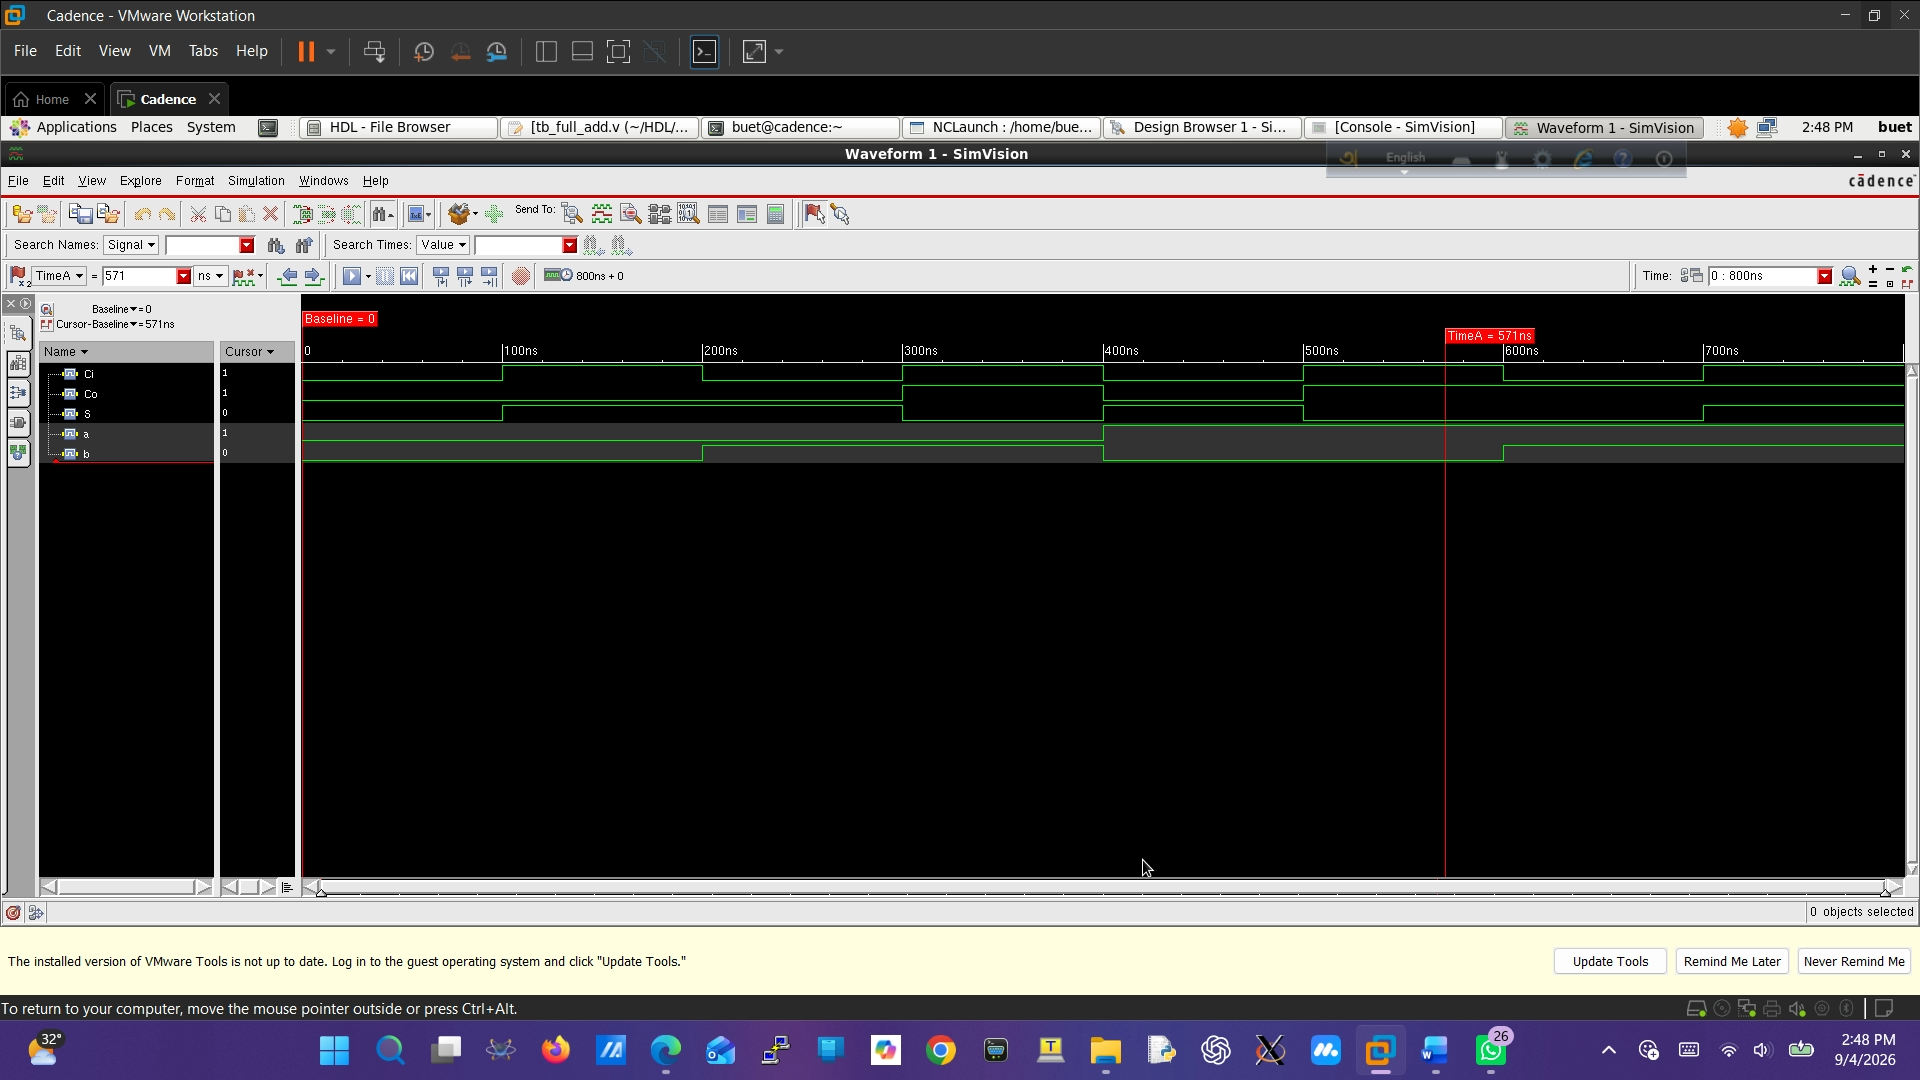 Cadence - VMware Workstation
File Edit View VM Tabs Help
Home Cadence
Applications Places System HDL - File Browser [tb_full_add.v (~/HDL/... buet@cadence:~ NCLaunch : /home/bue... Design Browser 1 - Si... [Console - SimVision] Waveform 1 - SimVision 2:48 PM buet
Waveform 1 - SimVision
English
File Edit View Explore Format Simulation Windows Help cādence
Send To:
Search Names: Signal Search Times: Value
TimeA = 571 ns 800ns + 0 Time: 0 : 800ns
Baseline = 0
Cursor-Baseline = 571ns
Baseline = 0
TimeA = 571ns
Name Cursor 0 100ns 200ns 300ns 400ns 500ns 600ns 700ns
Ci 1
Co 1
S 0
a 1
b 0
0 objects selected
The installed version of VMware Tools is not up to date. Log in to the guest operating system and click "Update Tools." Update Tools Remind Me Later Never Remind Me
To return to your computer, move the mouse pointer outside or press Ctrl+Alt.
32° 26 2:48 PM
9/4/2026